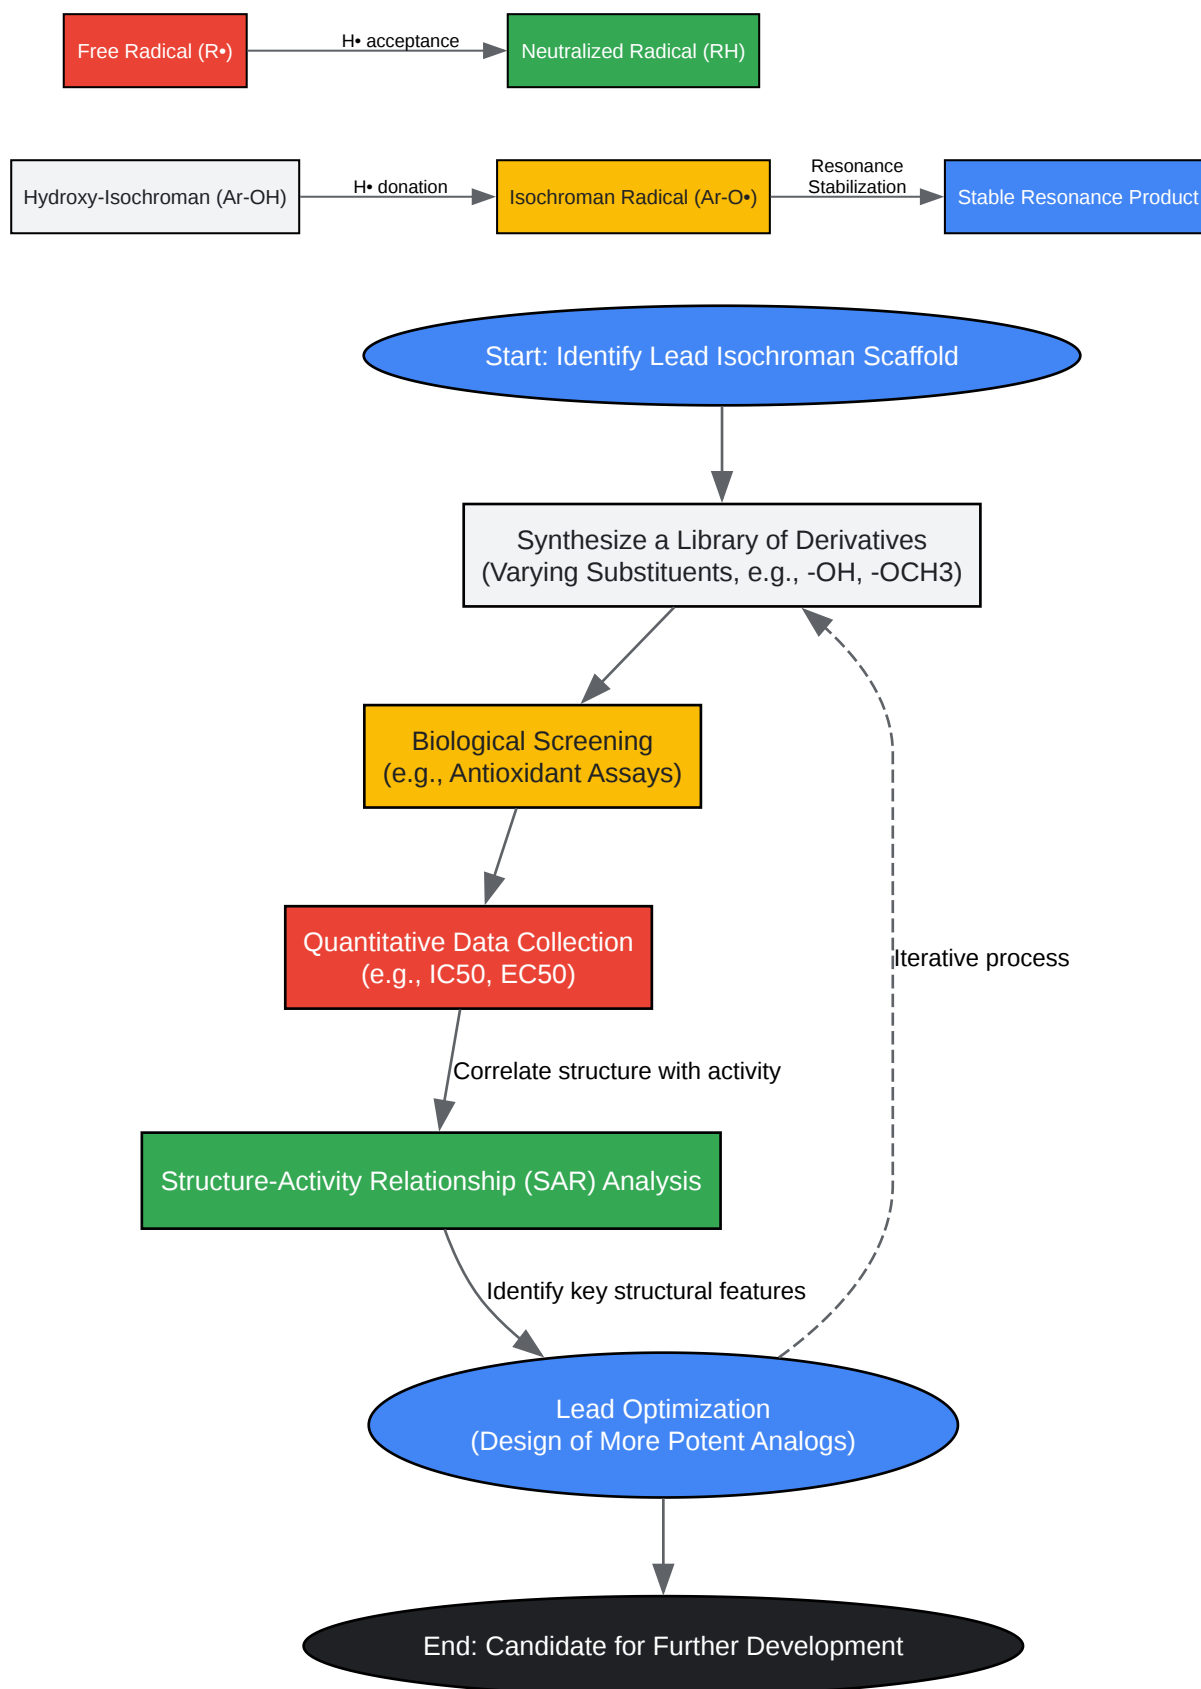 Free Radical (R•)
H• acceptance
Neutralized Radical (RH)
Hydroxy-Isochroman (Ar-OH)
H• donation
Isochroman Radical (Ar-O•)
Resonance
Stabilization
Stable Resonance Product
Start: Identify Lead Isochroman Scaffold
Synthesize a Library of Derivatives
(Varying Substituents, e.g., -OH, -OCH3)
Biological Screening
(e.g., Antioxidant Assays)
Quantitative Data Collection
(e.g., IC50, EC50)
Iterative process
Correlate structure with activity
Structure-Activity Relationship (SAR) Analysis
Identify key structural features
Lead Optimization
(Design of More Potent Analogs)
End: Candidate for Further Development